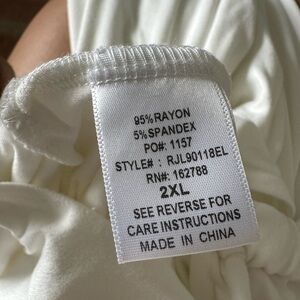 95%RAYON
5%SPANDEX
PO#: 1157
STYLE# : RJL90118EL
RN#: 162788
2XL
SEE REVERSE FOR
CARE INSTRUCTIONS
MADE IN CHINA